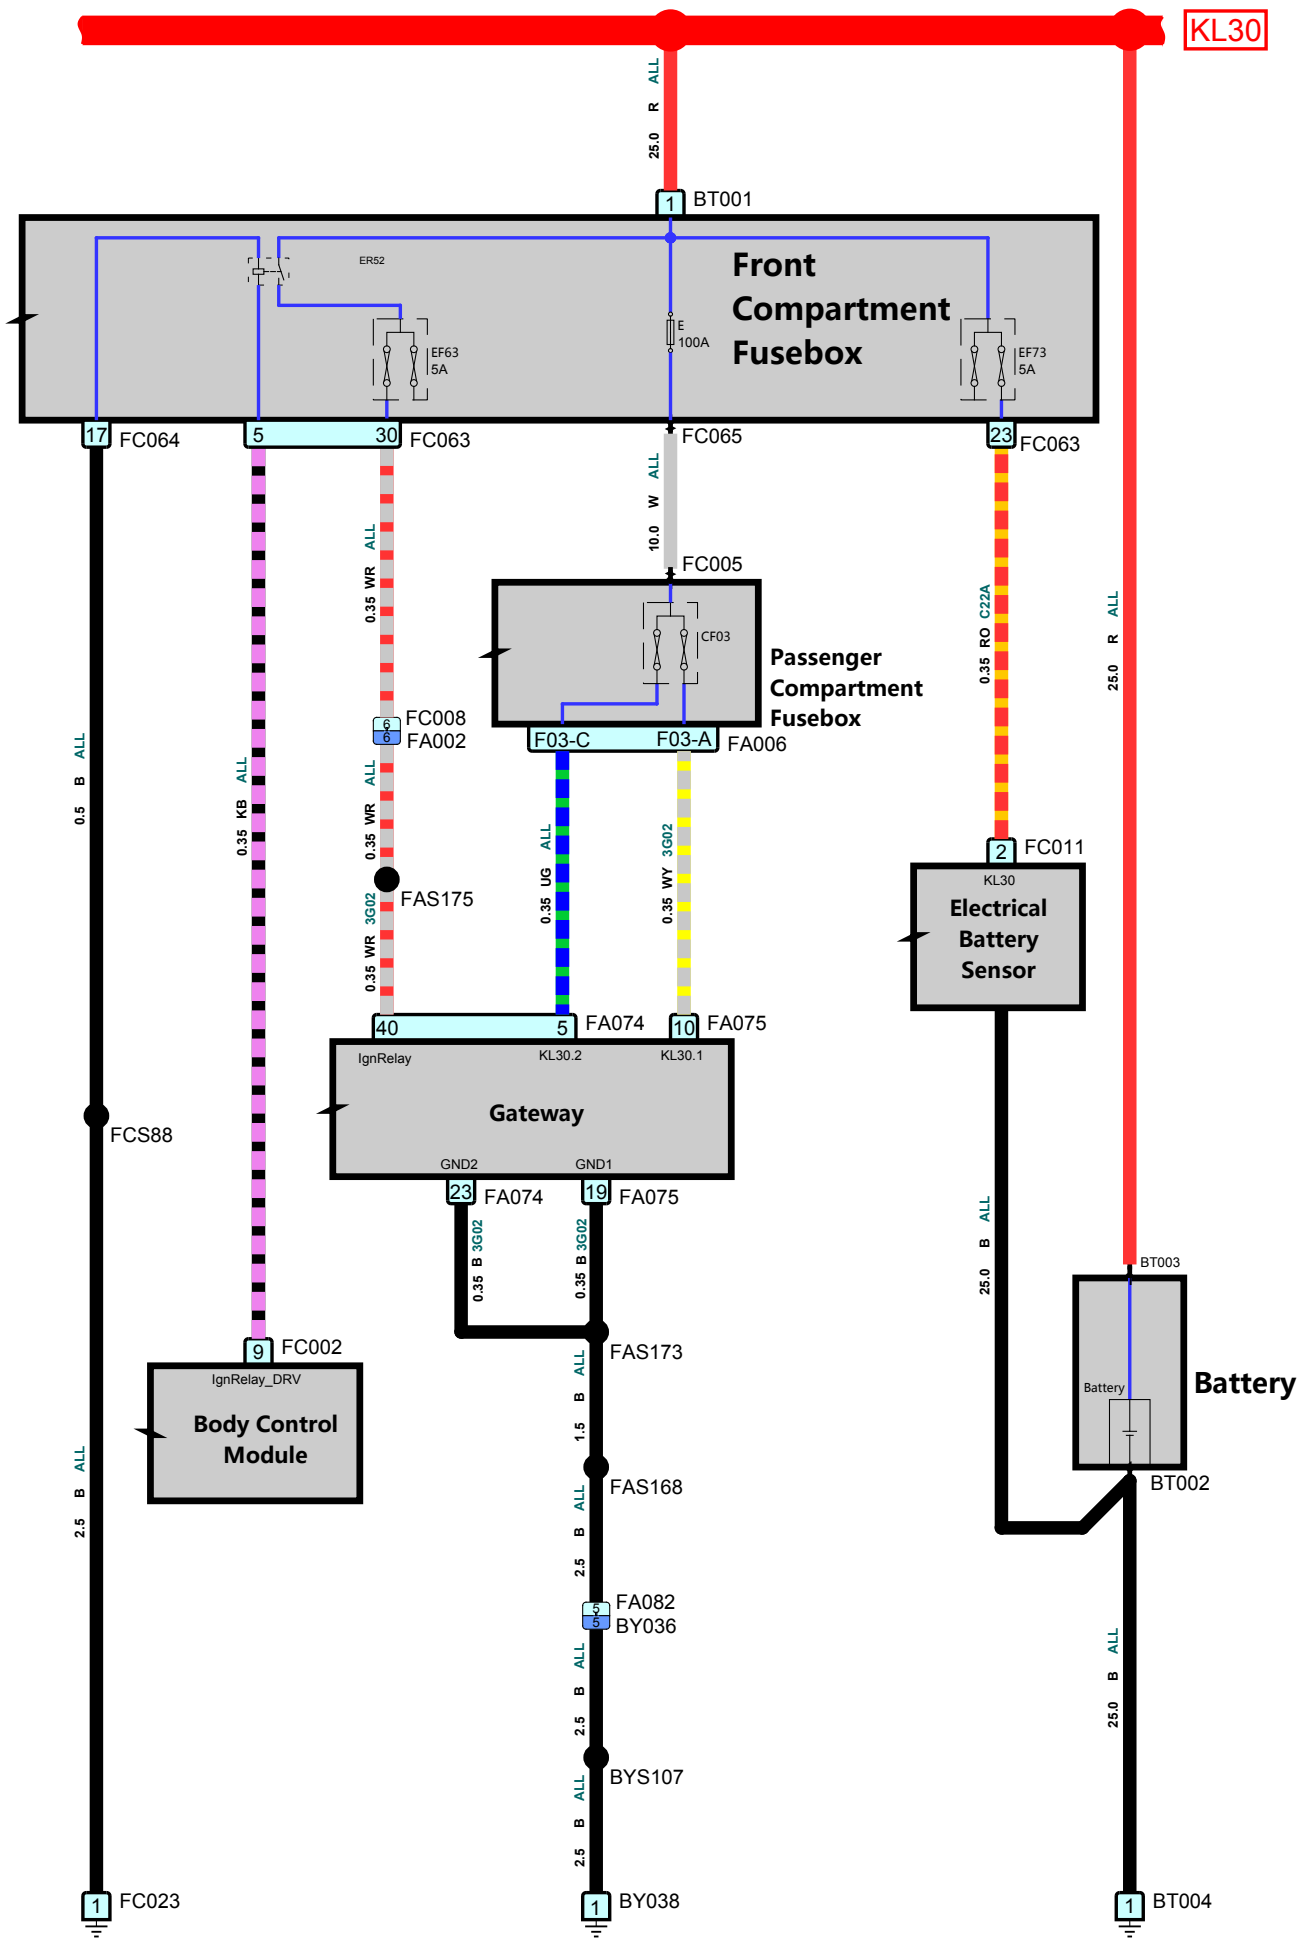 KL30
25.0 R ALL
1 BT001
ER52
Front
Compartment
Fusebox
EF63
5A
E
100A
EF73
5A
17 FC064
5 30 FC063
FC065
23 FC063
0.35 WR ALL
10.0 W ALL
FC005
CF03
Passenger
Compartment
Fusebox
0.35 RO C22A
25.0 R ALL
6 FC008
6 FA002
F03-C F03-A FA006
0.5 B ALL
0.35 KB ALL
0.35 WR ALL
0.35 UG ALL
0.35 WY 3G02
2 FC011
KL30
Electrical
Battery
Sensor
FAS175
0.35 WR 3G02
40 5 FA074 10 FA075
IgnRelay KL30.2 KL30.1
Gateway
FCS88
GND2 GND1
23 FA074 19 FA075
0.35 B 3G02
0.35 B 3G02
25.0 B ALL
BT003
FAS173
9 FC002
IgnRelay_DRV
Body Control
Module
1.5 B ALL
Battery
Battery
BT002
2.5 B ALL
FAS168
2.5 B ALL
5 FA082
5 BY036
2.5 B ALL
25.0 B ALL
BYS107
2.5 B ALL
1 FC023
1 BY038
1 BT004